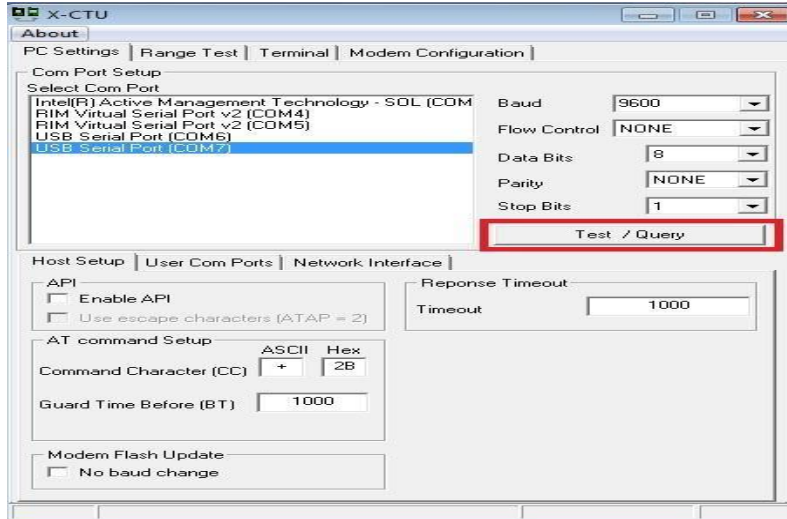 X-CTU
About
PC Settings | Range Test | Terminal | Modem Configuration |
Com Port Setup
Select Com Port
Intel(R) Active Management Technology - SOL (COM
RIM Virtual Serial Port v2 (COM4)
RIM Virtual Serial Port v2 (COM5)
USB Serial Port (COM6)
USB Serial Port (COM7)
Baud 9600
Flow Control NONE
Data Bits 8
Parity NONE
Stop Bits 1
Test / Query
Host Setup | User Com Ports | Network Interface |
API
Enable API
Use escape characters (ATAP = 2)
Reponse Timeout
Timeout 1000
AT command Setup
ASCII Hex
Command Character (CC) + 2B
Guard Time Before (BT) 1000
Modem Flash Update
No baud change